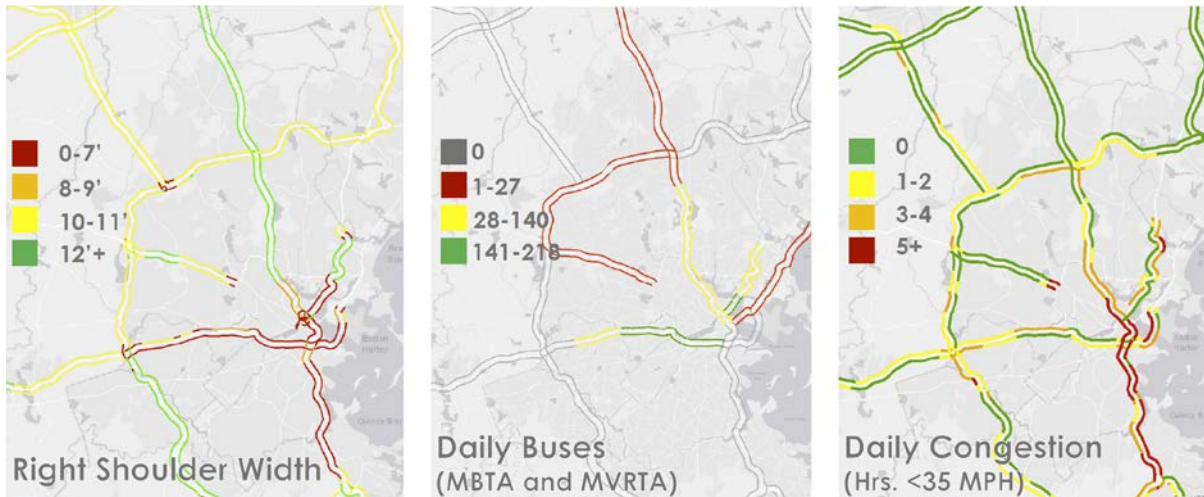 0-7'
8-9'
10-11'
12'+
Right Shoulder Width
0
1-27
28-140
141-218
Daily Buses
(MBTA and MVRTA)
0
1-2
3-4
5+
Daily Congestion
(Hrs. <35 MPH)